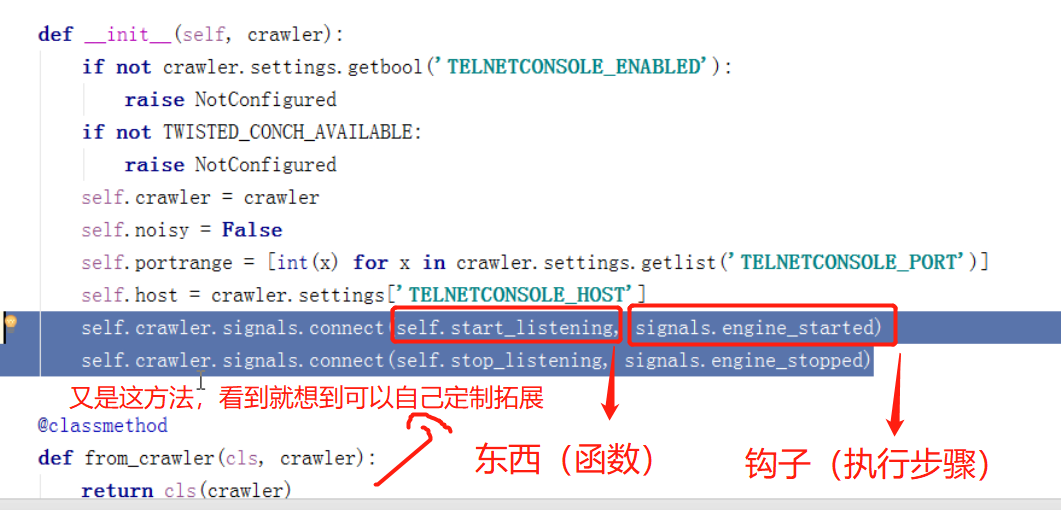 def __init__(self, crawler):
if not crawler.settings.getbool('TELNETCONSOLE_ENABLED'):
raise NotConfigured
if not TWISTED_CONCH_AVAILABLE:
raise NotConfigured
self.crawler = crawler
self.noisy = False
self.portrange = [int(x) for x in crawler.settings.getlist('TELNETCONSOLE_PORT')]
self.host = crawler.settings['TELNETCONSOLE_HOST']
self.crawler.signals.connect(self.start_listening, signals.engine_started)
self.crawler.signals.connect(self.stop_listening, signals.engine_stopped)
又是这方法，看到就想到可以自己定制拓展
@classmethod
def from_crawler(cls, crawler):
return cls(crawler)
东西（函数）
钩子（执行步骤）